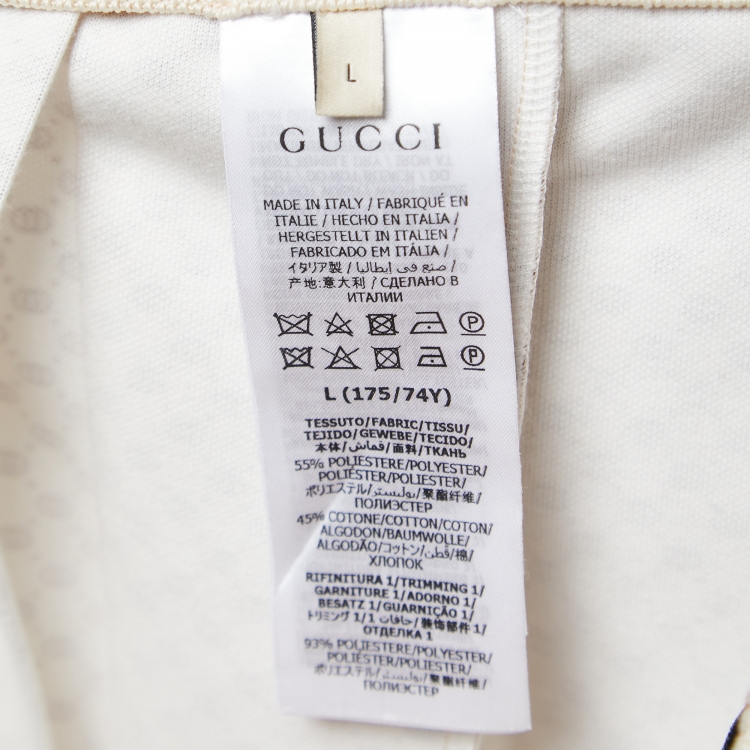 L
GUCCI
MADE IN ITALY / FABRIQUÉ EN
ITALIE / HECHO EN ITALIA /
HERGESTELLT IN ITALIEN /
FABRICADO EM ITÁLIA /
イタリア製 / صنع في إيطاليا /
产地:意大利 / СДЕЛАНО В
ИТАЛИИ
P
P
L (175/74Y)
TESSUTO/FABRIC/TISSU/
TEJIDO/GEWEBE/TECIDO/
本体/قماش/面料/ТКАНЬ
55% POLIESTERE/POLYESTER/
POLIÉSTER/POLYESTER/
ポリエステル/بوليستر/聚酯纤维/
ПОЛИЭСТЕР
45% COTONE/COTTON/COTON/
ALGODON/BAUMWOLLE/
ALGODÃO/コットン/قطن/棉/
ХЛОПОК
RIFINITURA 1/TRIMMING 1/
GARNITURE 1/ADORNO 1/
BESATZ 1/GUARNIÇÃO 1/
トリミング 1/حافات 1/装饰部件 1/
ОТДЕЛКА 1
93% POLIESTERE/POLYESTER/
POLIÉSTER/POLIESTER/
ポリエステル/بوليستر/聚酯纤维/
ПОЛИЭСТЕР